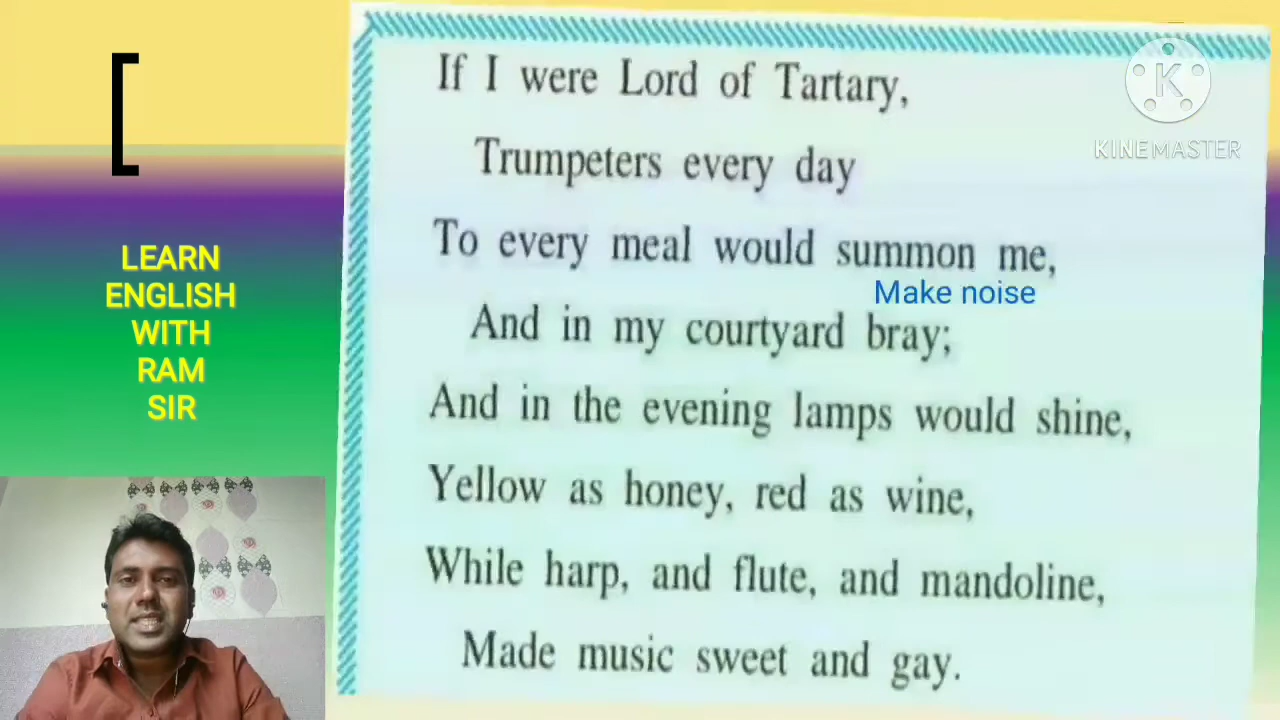 [
LEARN
ENGLISH
WITH
RAM
SIR
If I were Lord of Tartary,
Trumpeters every day
To every meal would summon me,
Make noise
And in my courtyard bray;
And in the evening lamps would shine,
Yellow as honey, red as wine,
While harp, and flute, and mandoline,
Made music sweet and gay.
K
KINEMASTER